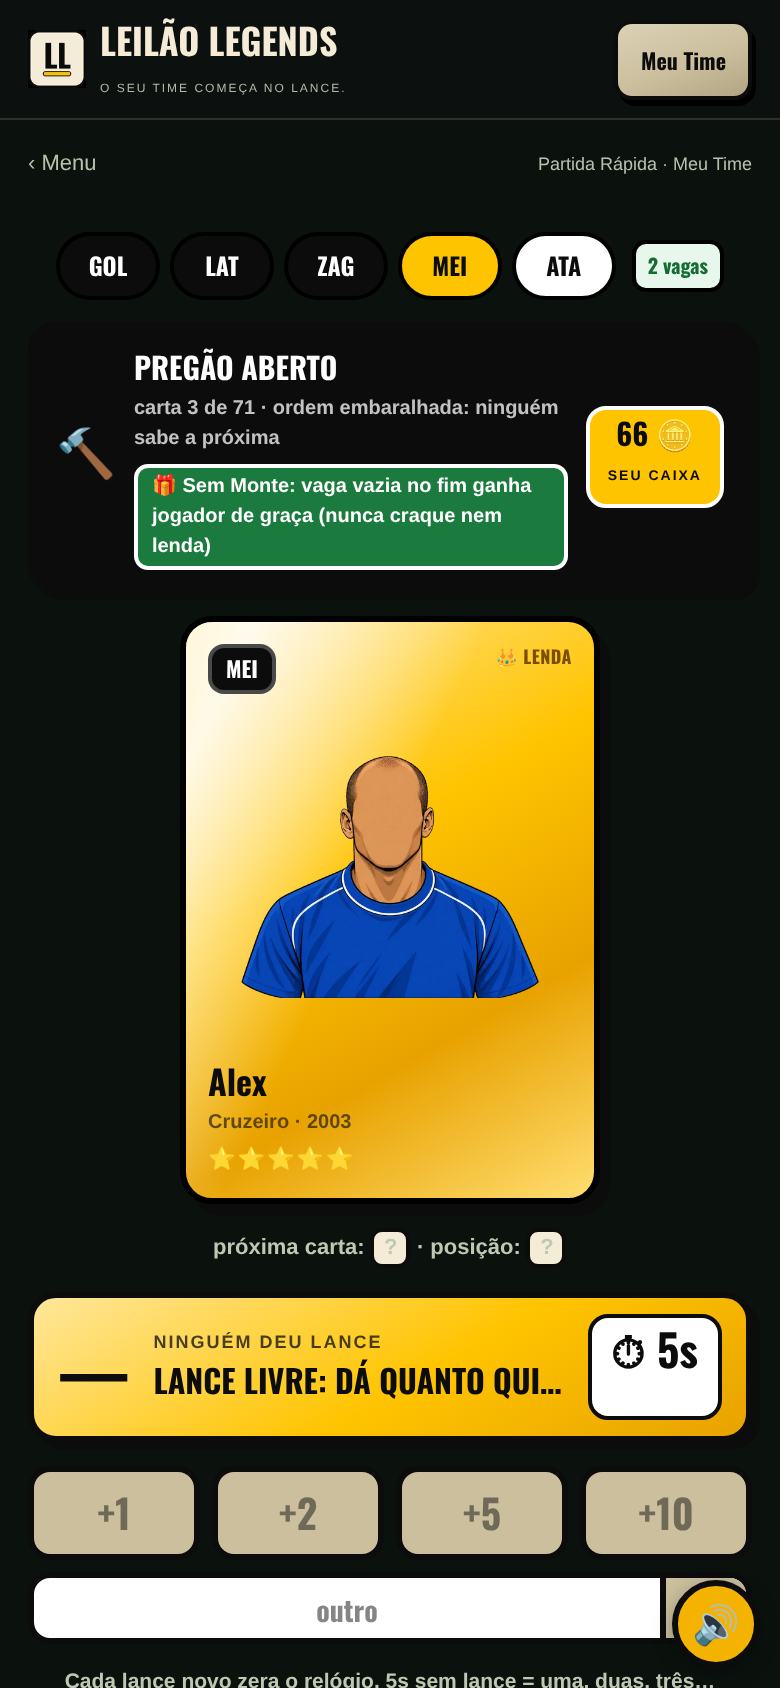 LL
LEILÃO LEGENDS
O SEU TIME COMEÇA NO LANCE.
Meu Time
‹ Menu
Partida Rápida · Meu Time
GOL LAT ZAG MEI ATA 2 vagas
PREGÃO ABERTO
carta 3 de 71 · ordem embaralhada: ninguém
sabe a próxima
🎁 Sem Monte: vaga vazia no fim ganha
jogador de graça (nunca craque nem
lenda)
66 🪙
SEU CAIXA
MEI
👑 LENDA
Alex
Cruzeiro · 2003
⭐⭐⭐⭐⭐
próxima carta: ? · posição: ?
—
NINGUÉM DEU LANCE
LANCE LIVRE: DÁ QUANTO QUI...
⏱ 5s
+1 +2 +5 +10
outro
Cada lance novo zera o relógio. 5s sem lance = uma, duas, três…